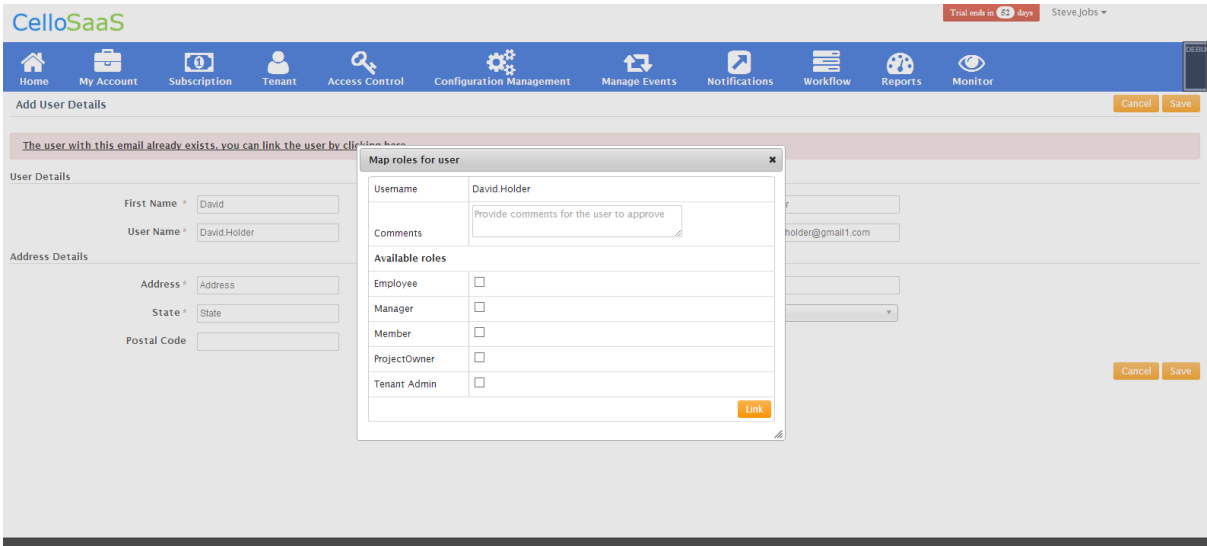 CelloSaaS
Trial ends in 52 days
Steve.Jobs
Home
My Account
Subscription
Tenant
Access Control
Configuration Management
Manage Events
Notifications
Workflow
Reports
Monitor
Add User Details
Cancel
Save
The user with this email already exists, you can link the user by clicking here
User Details
First Name *
David
User Name *
David.Holder
holder@gmail1.com
Address Details
Address *
Address
State *
State
Postal Code
Map roles for user
Username
David.Holder
Comments
Provide comments for the user to approve
Available roles
Employee
Manager
Member
ProjectOwner
Tenant Admin
Link
Cancel
Save